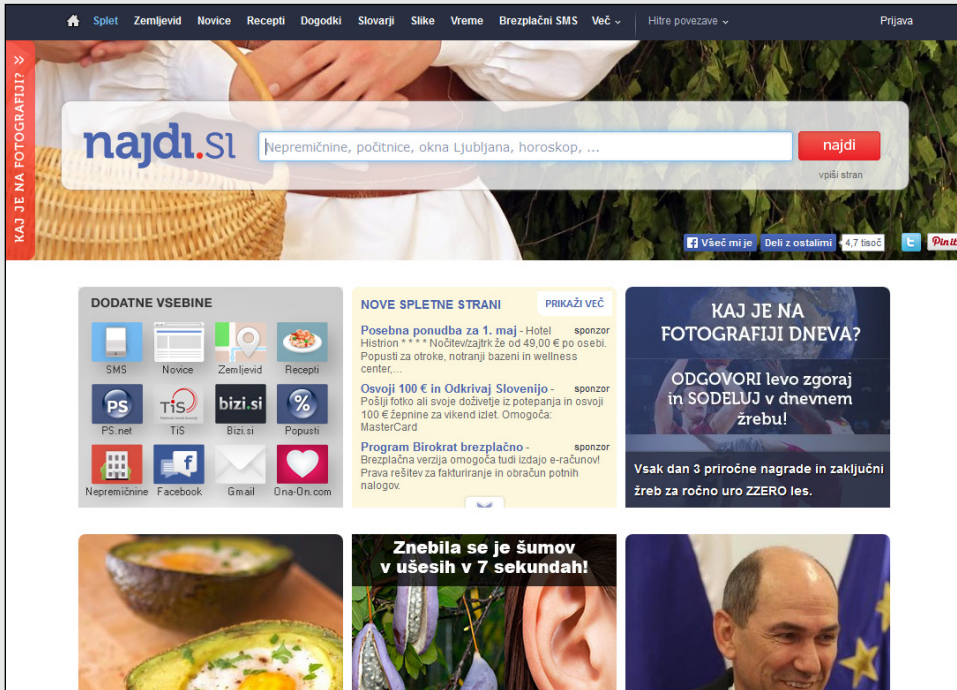 Splet Zemljevid Novice Recepti Dogodki Slovarji Slike Vreme Brezplačni SMS Več Hitre povezave Prijava
KAJ JE NA FOTOGRAFIJI?
najdi.si
Nepremičnine, počitnice, okna Ljubljana, horoskop, ...
najdi
vpiši stran
Všeč mi je Deli z ostalimi 4,7 tisoč Pin it
DODATNE VSEBINE
SMS Novice Zemljevid Recepti
PS TiS bizi.si %
PS.net TiS Bizi.si Popusti
Nepremičnine Facebook Gmail Ona-On.com
NOVE SPLETNE STRANI PRIKAŽI VEČ
Posebna ponudba za 1. maj - Hotel sponzor
Histrion * * * * Nočitev/zajtrk že od 49,00 € po osebi.
Popusti za otroke, notranji bazeni in wellness
center,...
Osvoji 100 € in Odkrivaj Slovenijo - sponzor
Pošlji fotko ali svoje doživetje iz potepanja in osvoji
100 € žepnine za vikend izlet. Omogoča:
MasterCard
Program Birokrat brezplačno - sponzor
Brezplačna verzija omogoča tudi izdajo e-računov!
Prava rešitev za fakturiranje in obračun potnih
nalogov.
KAJ JE NA
FOTOGRAFIJI DNEVA?
ODGOVORI levo zgoraj
in SODELUJ v dnevnem
žrebu!
Vsak dan 3 priročne nagrade in zaključni
žreb za ročno uro ZZERO les.
Znebila se je šumov
v ušesih v 7 sekundah!